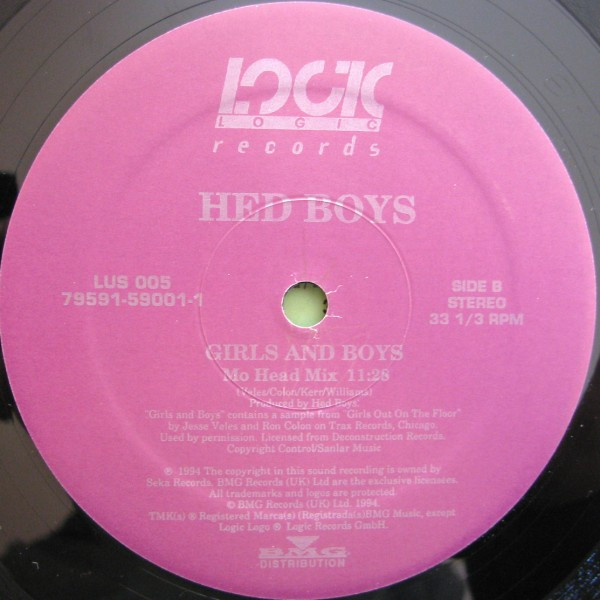 LOGIC
LOGIC
records
HED BOYS
LUS 005
79591-59001-1
SIDE B
STEREO
33 1/3 RPM
GIRLS AND BOYS
Mo Head Mix 11:28
(Veles/Colon/Kerr/Williams)
Produced by Hed Boys.
"Girls and Boys" contains a sample from "Girls Out On The Floor"
by Jesse Veles and Ron Colon on Trax Records, Chicago.
Used by permission. Licensed from Deconstruction Records.
Copyright Control/Sanlar Music
℗ 1994 The copyright in this sound recording is owned by
Seka Records. BMG Records (UK) Ltd are the exclusive licensees.
All trademarks and logos are protected.
© BMG Records (UK) Ltd. 1994.
TMK(s) ® Registered Marca(s) (Registrada(s)BMG Music, except
Logic Logo ® Logic Records GmbH.
BMG
DISTRIBUTION